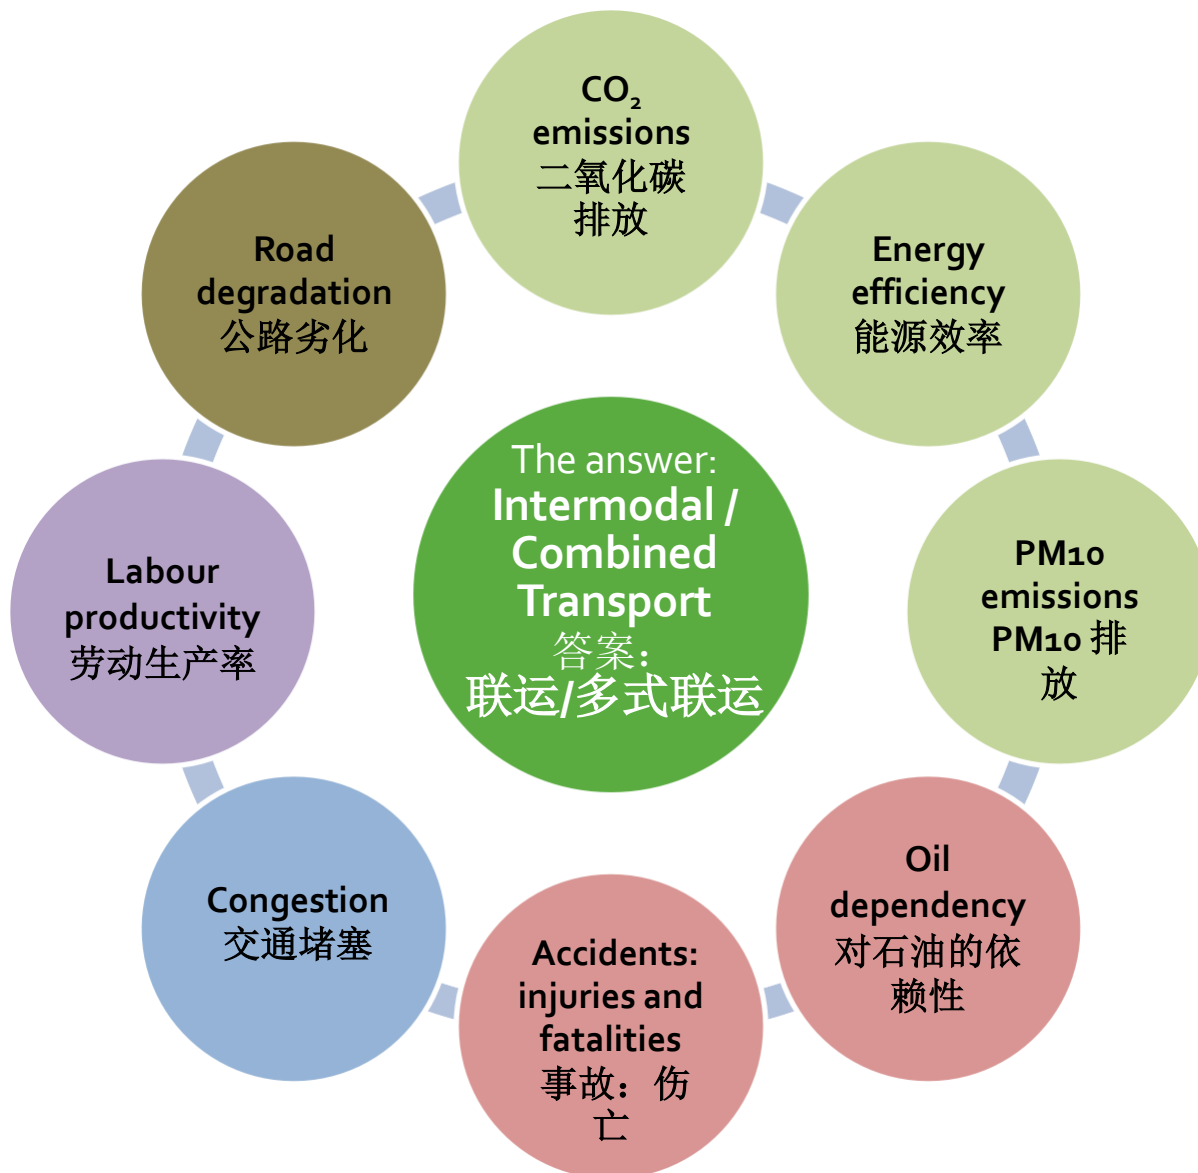 CO₂
emissions
二氧化碳
排放
Energy
efficiency
能源效率
PM10
emissions
PM10 排
放
Oil
dependency
对石油的依
赖性
Accidents:
injuries and
fatalities
事故：伤
亡
Congestion
交通堵塞
Labour
productivity
劳动生产率
Road
degradation
公路劣化
The answer:
Intermodal /
Combined
Transport
答案：
联运/多式联运